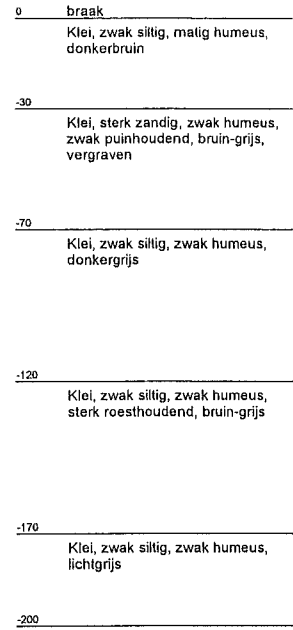 0 braak
Klei, zwak siltig, matig humeus,
donkerbruin
-30
Klei, sterk zandig, zwak humeus,
zwak puinhoudend, bruin-grijs,
vergraven
-70
Klei, zwak siltig, zwak humeus,
donkergrijs
-120
Klei, zwak siltig, zwak humeus,
sterk roesthoudend, bruin-grijs
-170
Klei, zwak siltig, zwak humeus,
lichtgrijs
-200